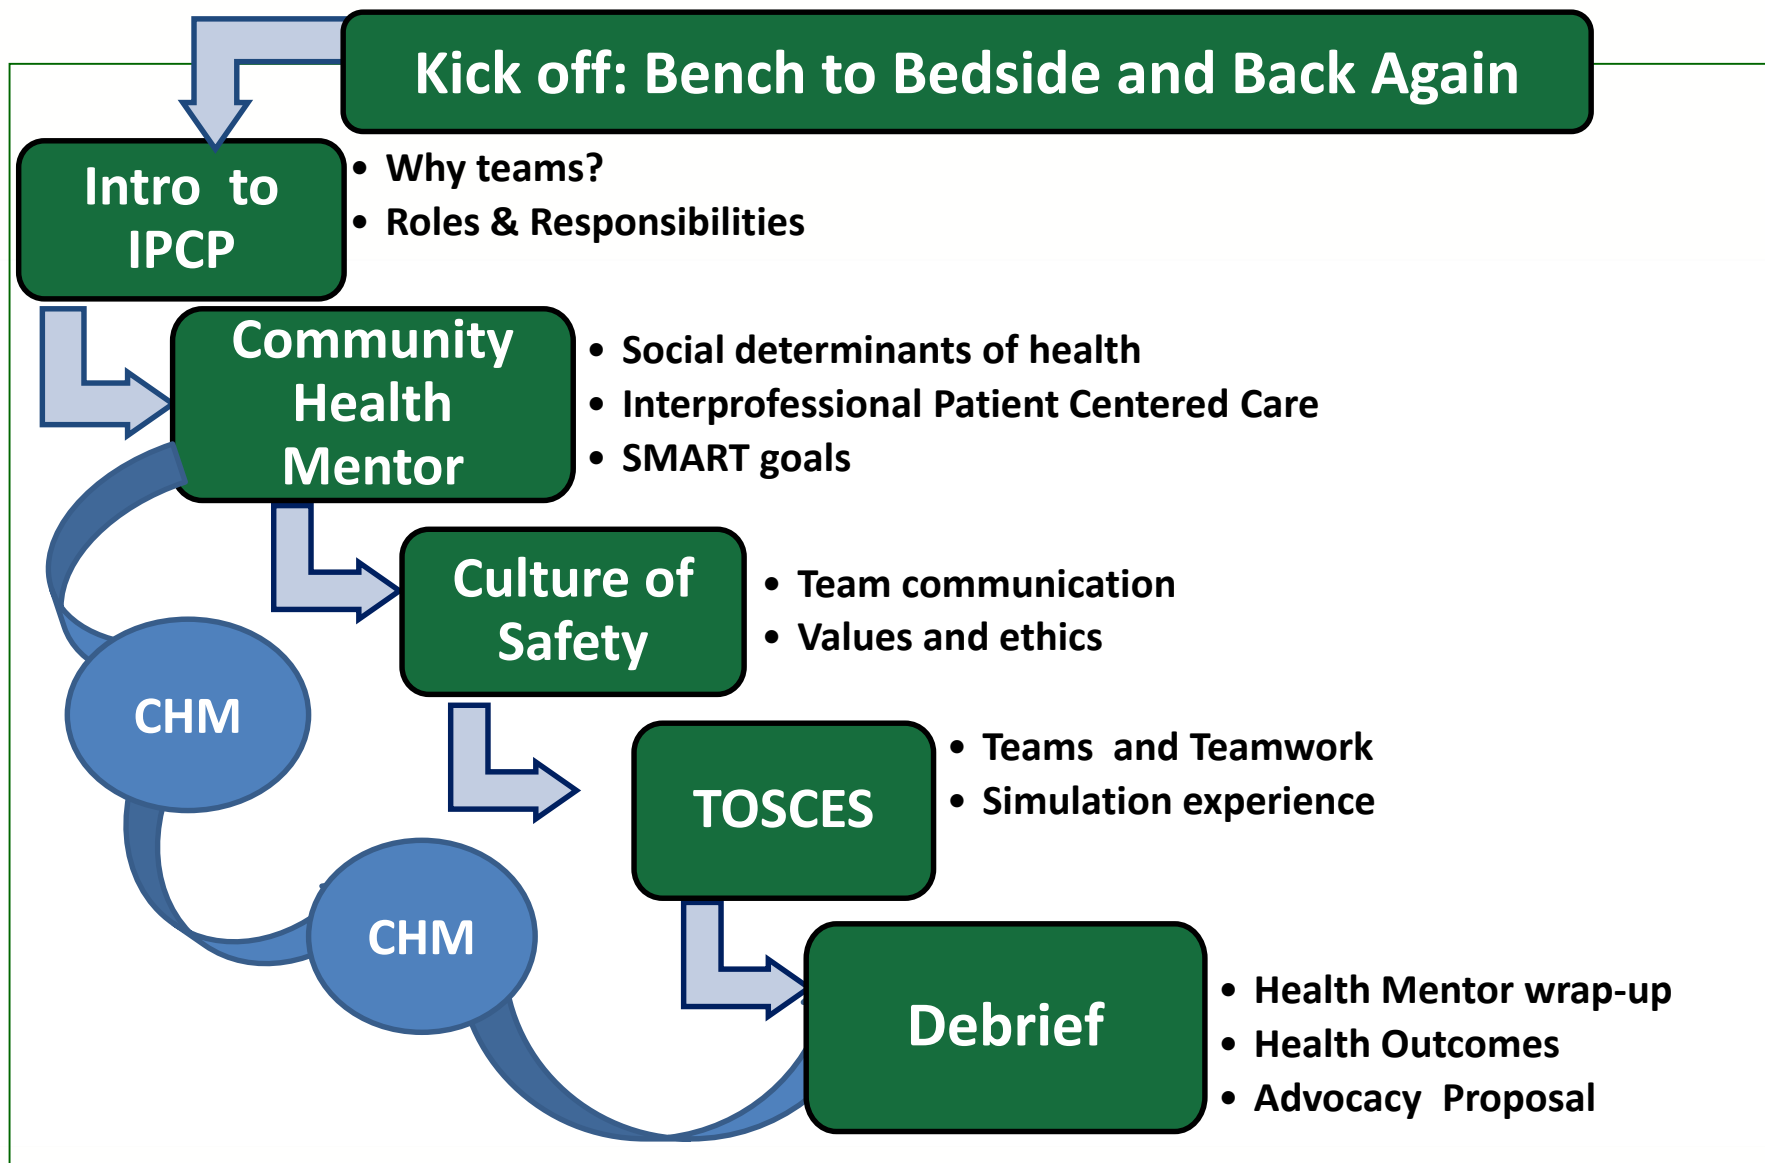 Kick off: Bench to Bedside and Back Again
Intro to
IPCP
• Why teams?
• Roles & Responsibilities
Community
Health
Mentor
• Social determinants of health
• Interprofessional Patient Centered Care
• SMART goals
Culture of
Safety
• Team communication
• Values and ethics
CHM
TOSCES
• Teams and Teamwork
• Simulation experience
CHM
Debrief
• Health Mentor wrap-up
• Health Outcomes
• Advocacy Proposal